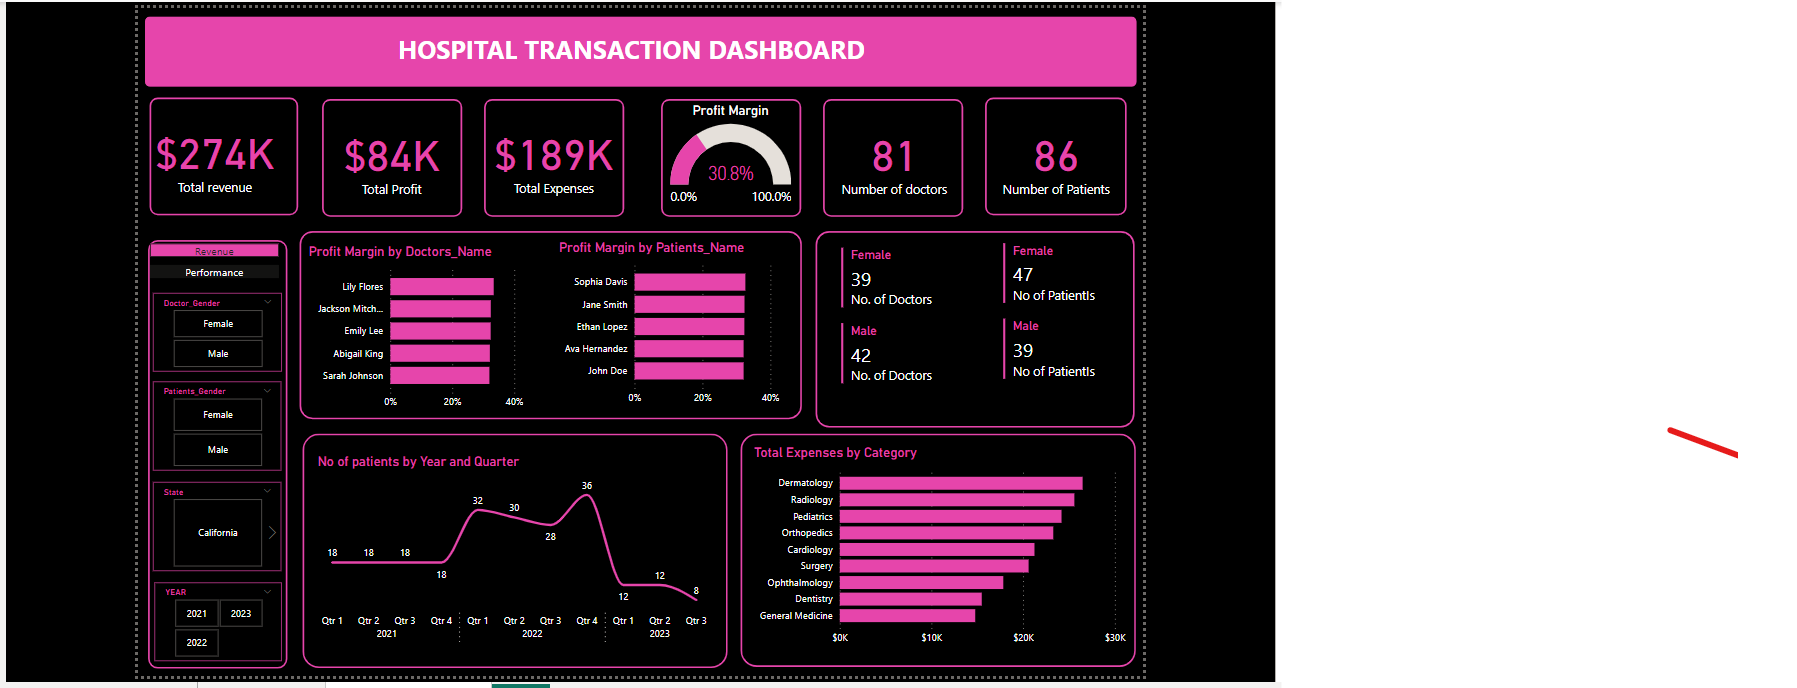 HOSPITAL TRANSACTION DASHBOARD
$274K
Total revenue
$84K
Total Profit
$189K
Total Expenses
Profit Margin
30.8%
0.0%
100.0%
81
Number of doctors
86
Number of Patients
Revenue
Performance
Doctor_Gender
Female
Male
Patients_Gender
Female
Male
State
California
YEAR
2021
2023
2022
Profit Margin by Doctors_Name
Lily Flores
Jackson Mitch...
Emily Lee
Abigail King
Sarah Johnson
0% 20% 40%
Profit Margin by Patients_Name
Sophia Davis
Jane Smith
Ethan Lopez
Ava Hernandez
John Doe
0% 20% 40%
Female
39
No. of Doctors
Male
42
No. of Doctors
Female
47
No of Patientls
Male
39
No of Patientls
No of patients by Year and Quarter
18 18 18 18 32 30 28 36 12 12 8
Qtr 1 Qtr 2 Qtr 3 Qtr 4 Qtr 1 Qtr 2 Qtr 3 Qtr 4 Qtr 1 Qtr 2 Qtr 3
2021 2022 2023
Total Expenses by Category
Dermatology
Radiology
Pediatrics
Orthopedics
Cardiology
Surgery
Ophthalmology
Dentistry
General Medicine
$0K $10K $20K $30K